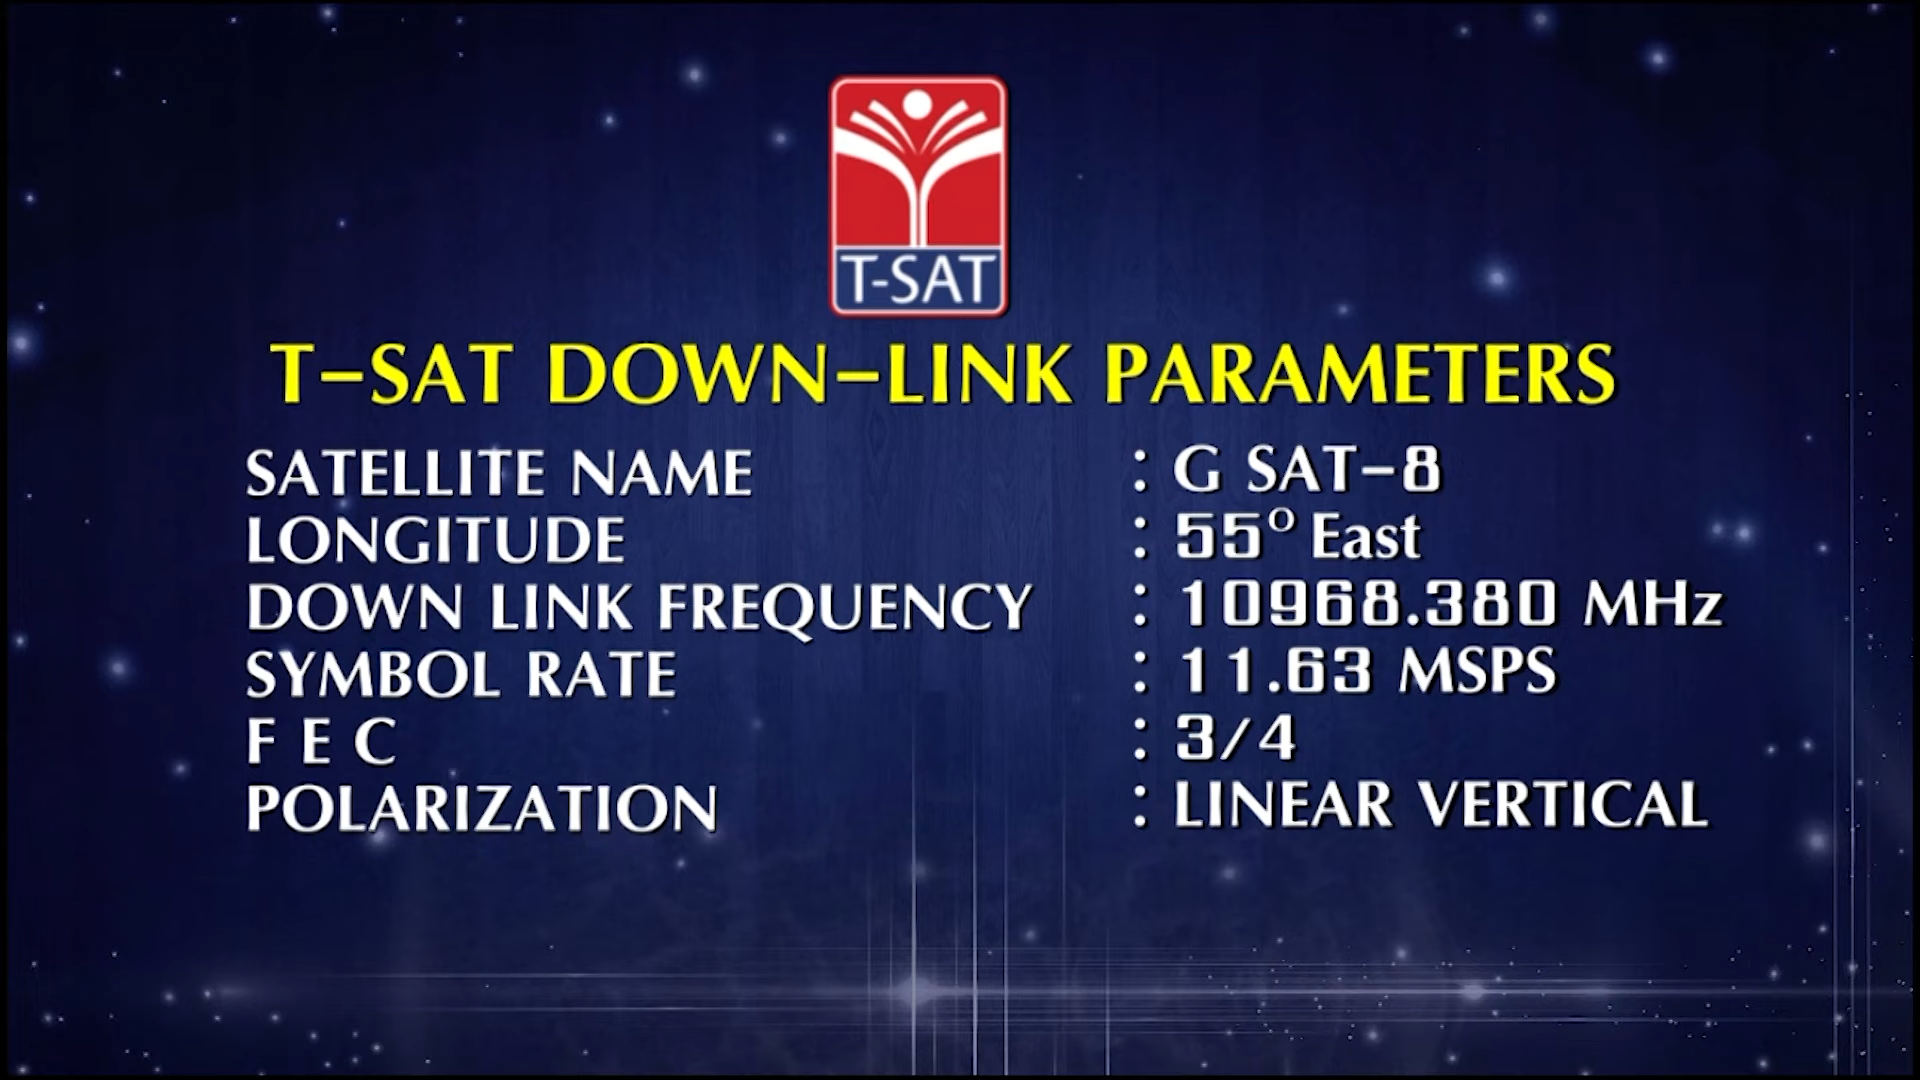 T-SAT
T-SAT DOWN-LINK PARAMETERS
SATELLITE NAME : G SAT-8
LONGITUDE : 55° East
DOWN LINK FREQUENCY : 10968.380 MHz
SYMBOL RATE : 11.63 MSPS
F E C : 3/4
POLARIZATION : LINEAR VERTICAL